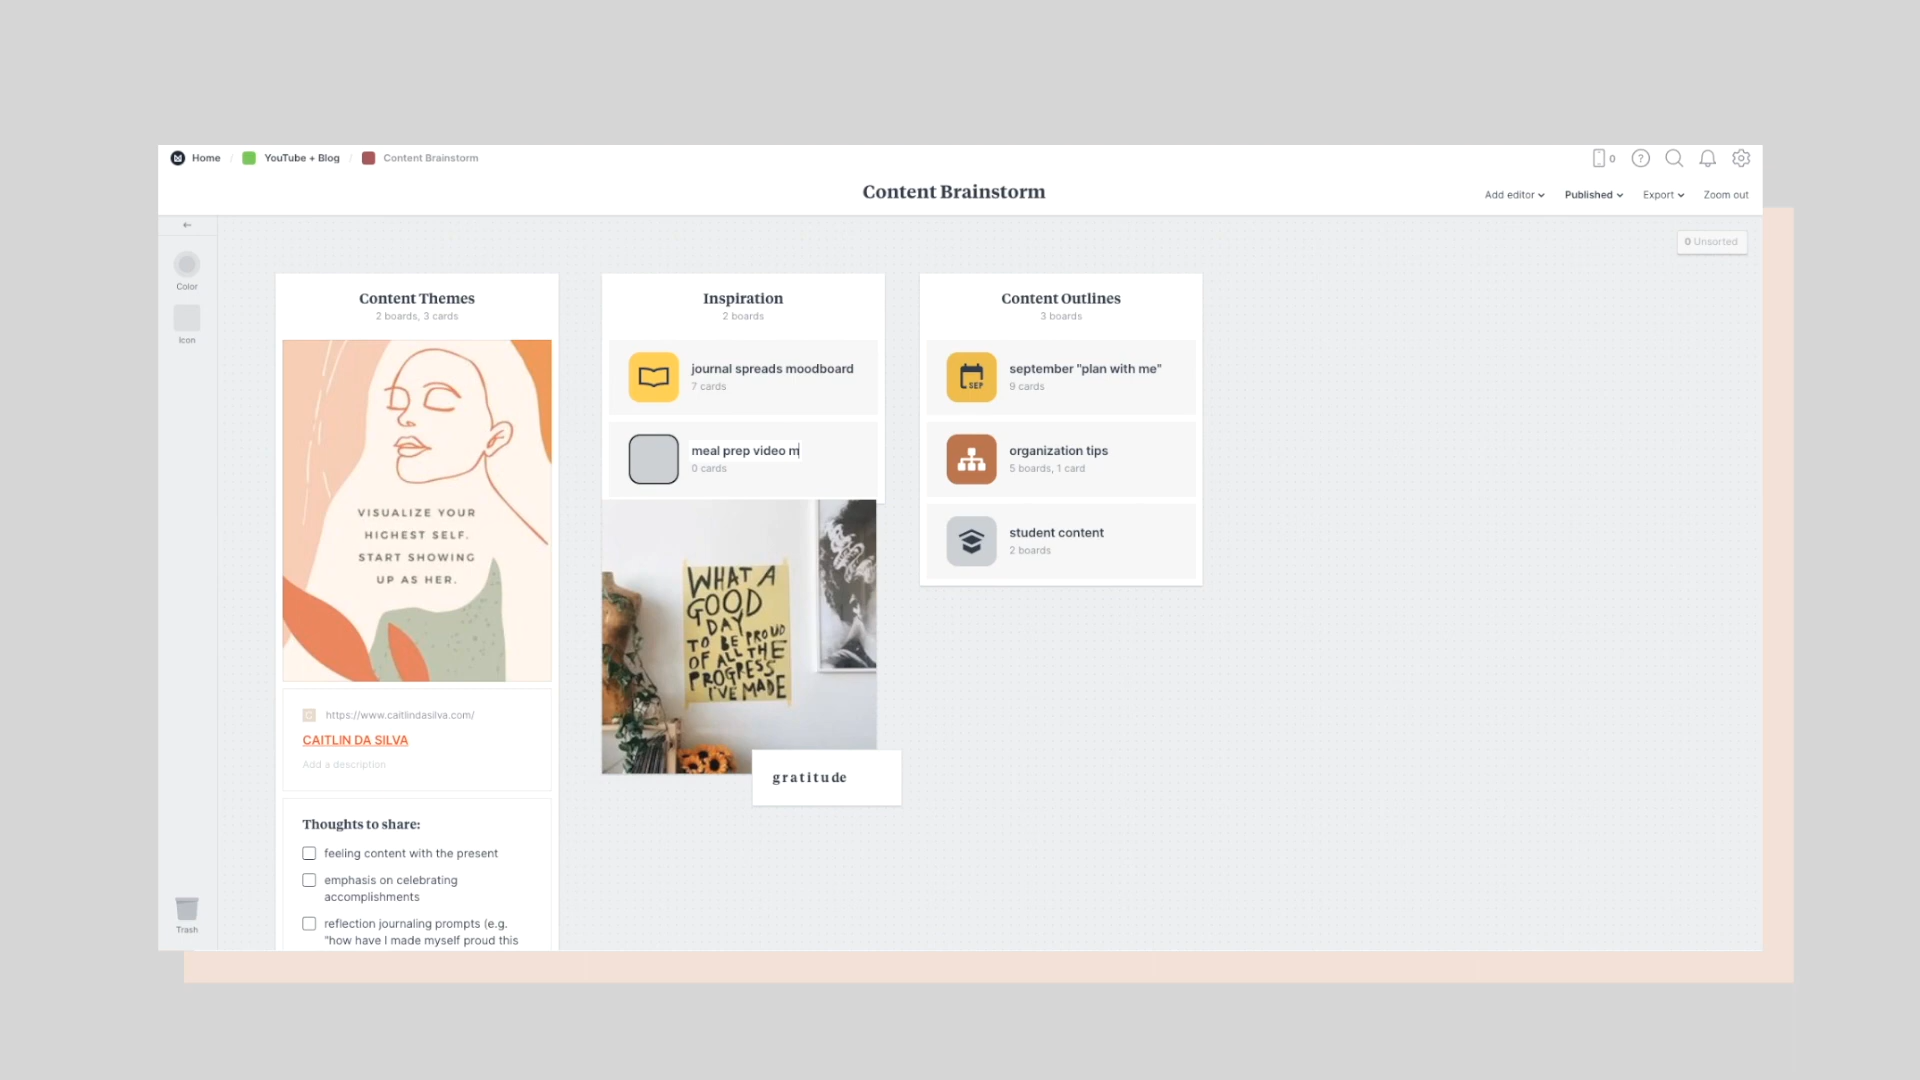 Home / YouTube + Blog / Content Brainstorm
0
?
Content Brainstorm
Add editor
Published
Export
Zoom out
0 Unsorted
Color
Icon
Trash
Content Themes
2 boards, 3 cards
VISUALIZE YOUR
HIGHEST SELF.
START SHOWING
UP AS HER.
https://www.caitlindasilva.com/
CAITLIN DA SILVA
Add a description
Thoughts to share:
feeling content with the present
emphasis on celebrating
accomplishments
reflection journaling prompts (e.g.
"how have I made myself proud this
Inspiration
2 boards
journal spreads moodboard
7 cards
meal prep video m
0 cards
WHAT A
GOOD
DAY
TO BE PROUD
OF ALL THE
PROGRESS
I'VE MADE
gratitude
Content Outlines
3 boards
SEP
september "plan with me"
9 cards
organization tips
5 boards, 1 card
student content
2 boards